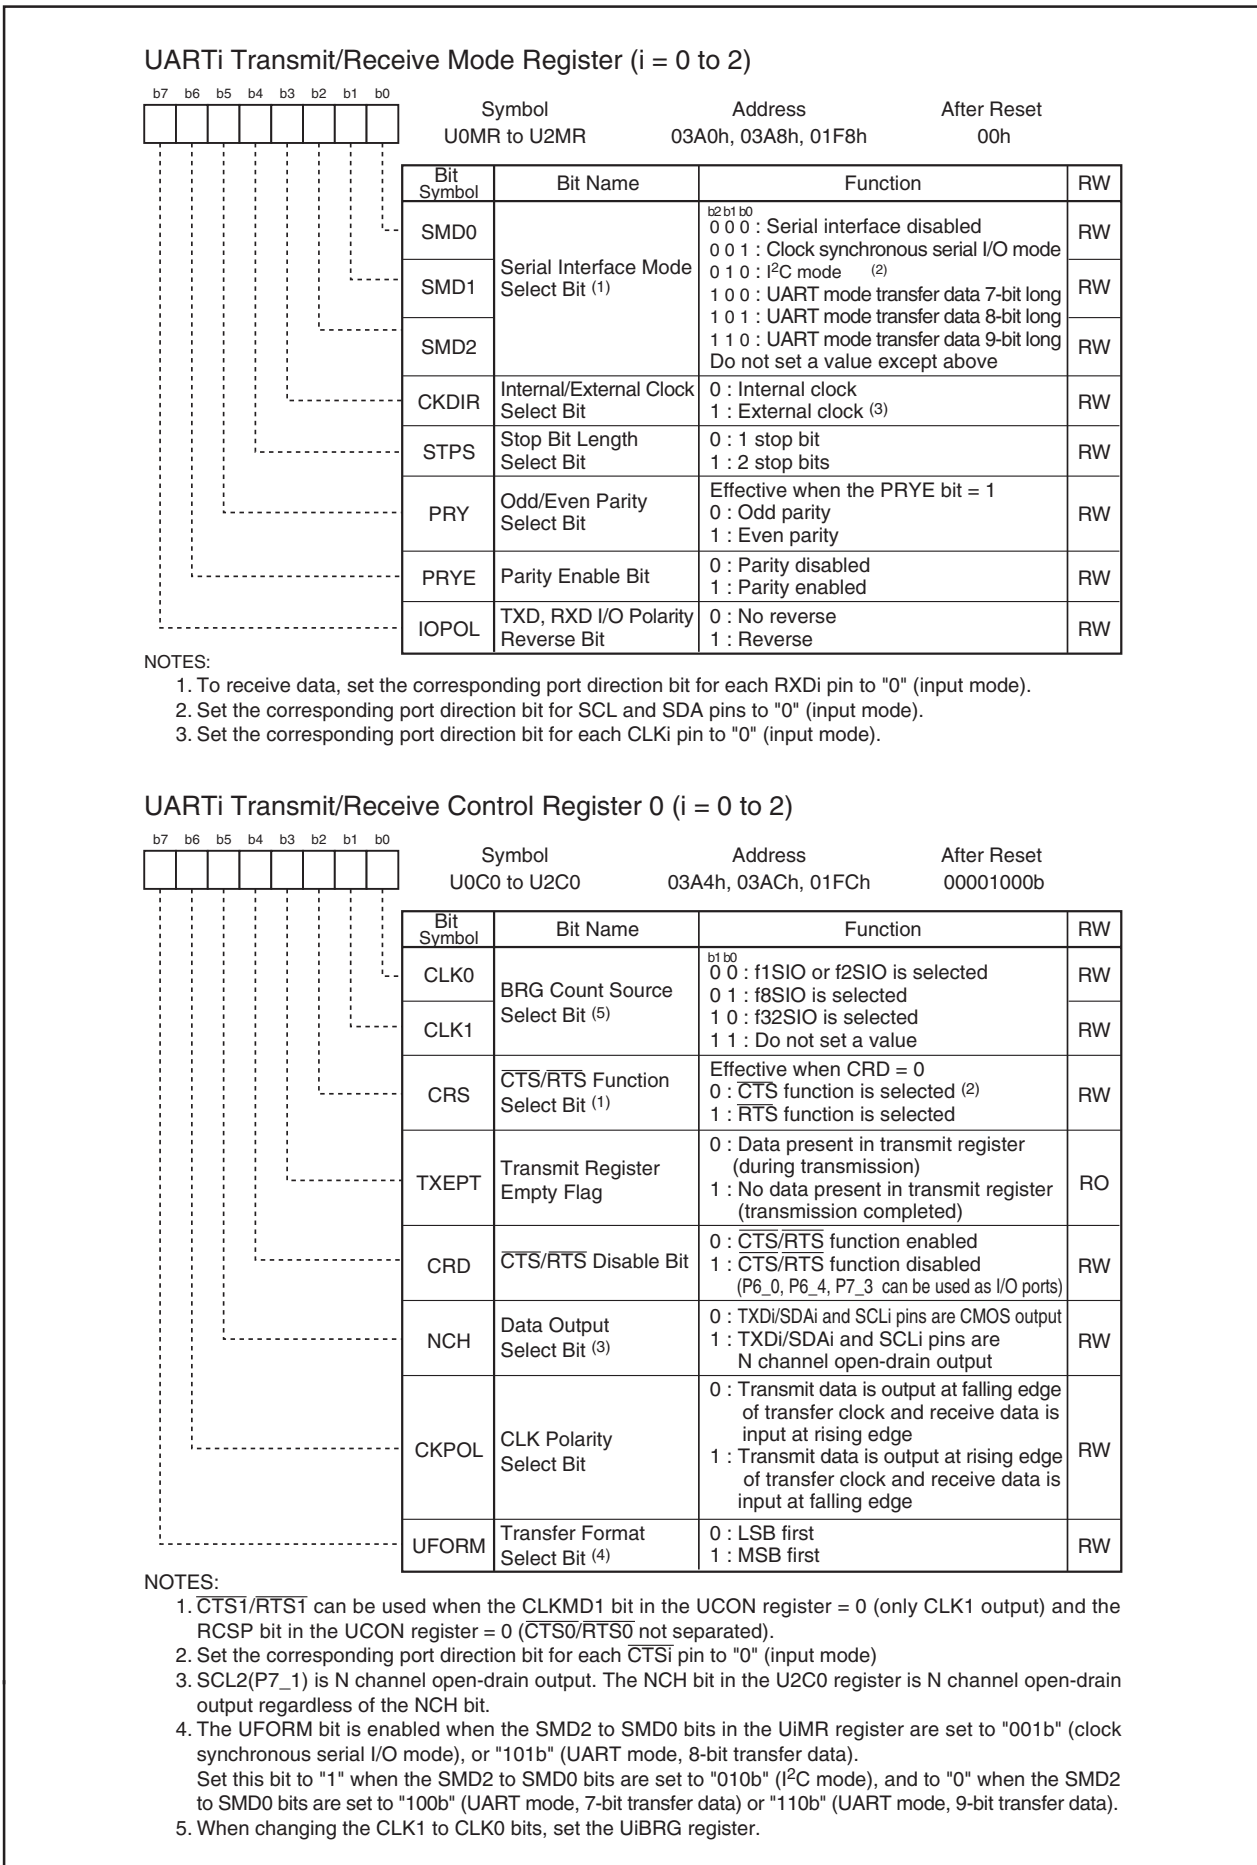 UARTi Transmit/Receive Mode Register (i = 0 to 2)
b7 b6 b5 b4 b3 b2 b1 b0
Symbol Address After Reset
U0MR to U2MR 03A0h, 03A8h, 01F8h 00h
Bit Symbol Bit Name Function RW
SMD0 RW
SMD1 RW
SMD2 RW
Serial Interface Mode
Select Bit (1)
b2 b1 b0
0 0 0 : Serial interface disabled
0 0 1 : Clock synchronous serial I/O mode
0 1 0 : I²C mode (2)
1 0 0 : UART mode transfer data 7-bit long
1 0 1 : UART mode transfer data 8-bit long
1 1 0 : UART mode transfer data 9-bit long
Do not set a value except above
CKDIR
Internal/External Clock
Select Bit
0 : Internal clock
1 : External clock (3)
RW
STPS
Stop Bit Length
Select Bit
0 : 1 stop bit
1 : 2 stop bits
RW
PRY
Odd/Even Parity
Select Bit
Effective when the PRYE bit = 1
0 : Odd parity
1 : Even parity
RW
PRYE
Parity Enable Bit
0 : Parity disabled
1 : Parity enabled
RW
IOPOL
TXD, RXD I/O Polarity
Reverse Bit
0 : No reverse
1 : Reverse
RW
NOTES:
1. To receive data, set the corresponding port direction bit for each RXDi pin to "0" (input mode).
2. Set the corresponding port direction bit for SCL and SDA pins to "0" (input mode).
3. Set the corresponding port direction bit for each CLKi pin to "0" (input mode).
UARTi Transmit/Receive Control Register 0 (i = 0 to 2)
b7 b6 b5 b4 b3 b2 b1 b0
Symbol Address After Reset
U0C0 to U2C0 03A4h, 03ACh, 01FCh 00001000b
Bit Symbol Bit Name Function RW
CLK0 RW
CLK1 RW
BRG Count Source
Select Bit (5)
b1 b0
0 0 : f1SIO or f2SIO is selected
0 1 : f8SIO is selected
1 0 : f32SIO is selected
1 1 : Do not set a value
CRS
CTS/RTS Function
Select Bit (1)
Effective when CRD = 0
0 : CTS function is selected (2)
1 : RTS function is selected
RW
TXEPT
Transmit Register
Empty Flag
0 : Data present in transmit register
(during transmission)
1 : No data present in transmit register
(transmission completed)
RO
CRD
CTS/RTS Disable Bit
0 : CTS/RTS function enabled
1 : CTS/RTS function disabled
(P6_0, P6_4, P7_3 can be used as I/O ports)
RW
NCH
Data Output
Select Bit (3)
0 : TXDi/SDAi and SCLi pins are CMOS output
1 : TXDi/SDAi and SCLi pins are
N channel open-drain output
RW
CKPOL
CLK Polarity
Select Bit
0 : Transmit data is output at falling edge
of transfer clock and receive data is
input at rising edge
1 : Transmit data is output at rising edge
of transfer clock and receive data is
input at falling edge
RW
UFORM
Transfer Format
Select Bit (4)
0 : LSB first
1 : MSB first
RW
NOTES:
1. CTS1/RTS1 can be used when the CLKMD1 bit in the UCON register = 0 (only CLK1 output) and the
RCSP bit in the UCON register = 0 (CTS0/RTS0 not separated).
2. Set the corresponding port direction bit for each CTSi pin to "0" (input mode)
3. SCL2(P7_1) is N channel open-drain output. The NCH bit in the U2C0 register is N channel open-drain
output regardless of the NCH bit.
4. The UFORM bit is enabled when the SMD2 to SMD0 bits in the UiMR register are set to "001b" (clock
synchronous serial I/O mode), or "101b" (UART mode, 8-bit transfer data).
Set this bit to "1" when the SMD2 to SMD0 bits are set to "010b" (I²C mode), and to "0" when the SMD2
to SMD0 bits are set to "100b" (UART mode, 7-bit transfer data) or "110b" (UART mode, 9-bit transfer data).
5. When changing the CLK1 to CLK0 bits, set the UiBRG register.